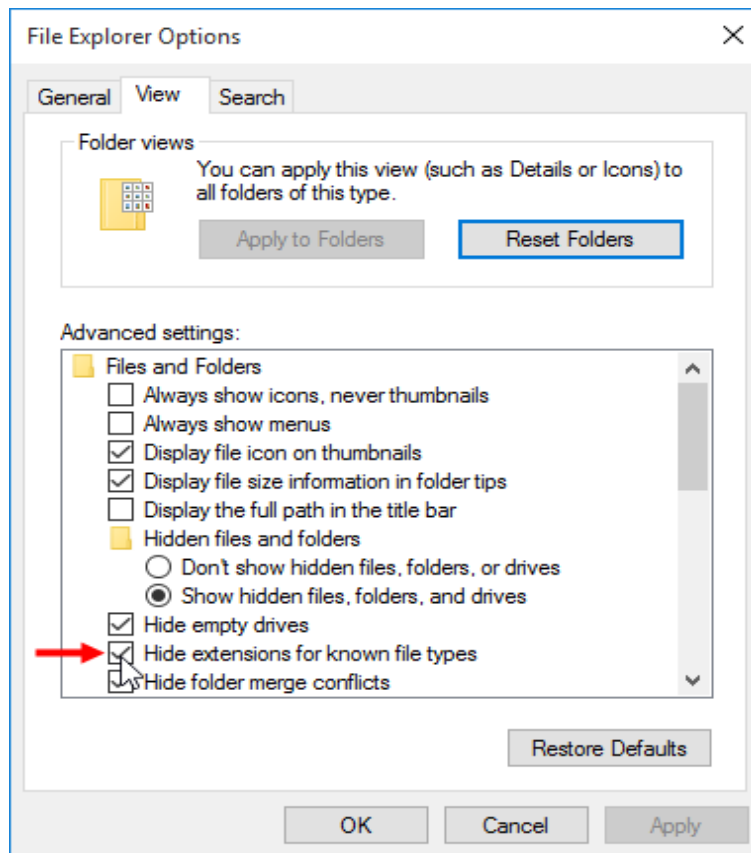 File Explorer Options
General View Search
Folder views
You can apply this view (such as Details or Icons) to
all folders of this type.
Apply to Folders Reset Folders
Advanced settings:
Files and Folders
Always show icons, never thumbnails
Always show menus
Display file icon on thumbnails
Display file size information in folder tips
Display the full path in the title bar
Hidden files and folders
Don't show hidden files, folders, or drives
Show hidden files, folders, and drives
Hide empty drives
Hide extensions for known file types
Hide folder merge conflicts
Restore Defaults
OK Cancel Apply